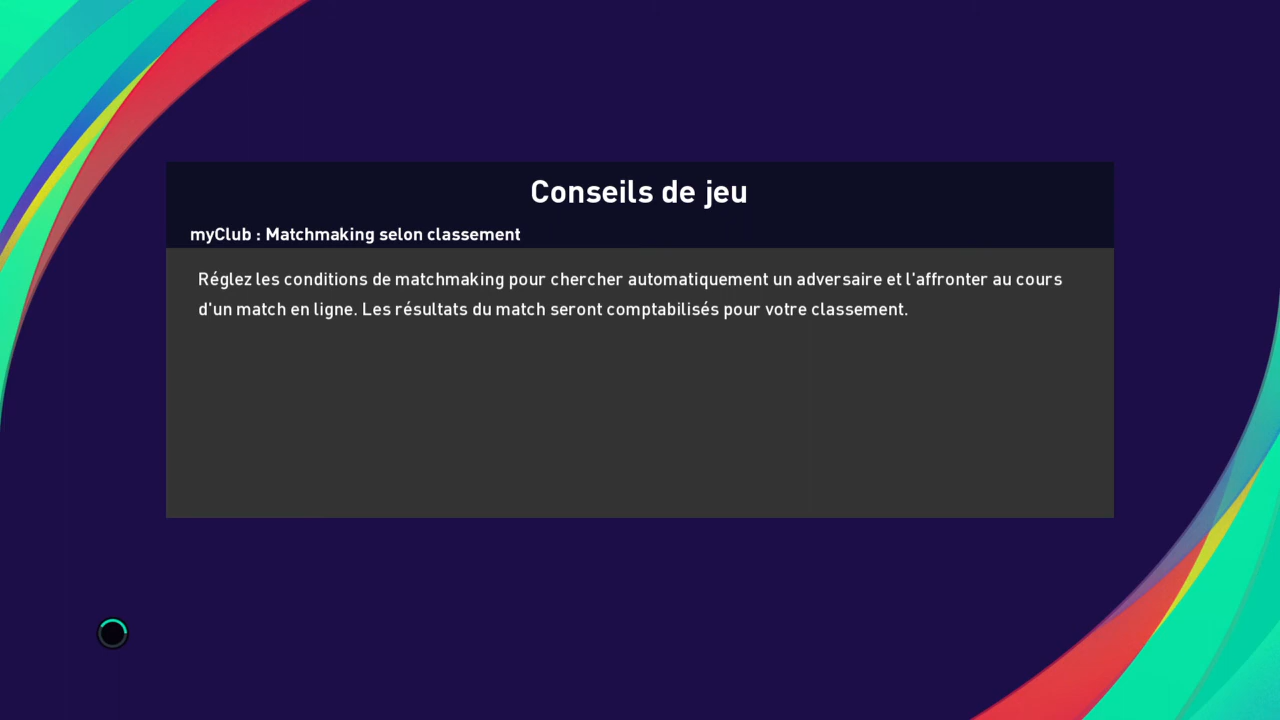 Conseils de jeu
myClub : Matchmaking selon classement
Réglez les conditions de matchmaking pour chercher automatiquement un adversaire et l'affronter au cours
d'un match en ligne. Les résultats du match seront comptabilisés pour votre classement.